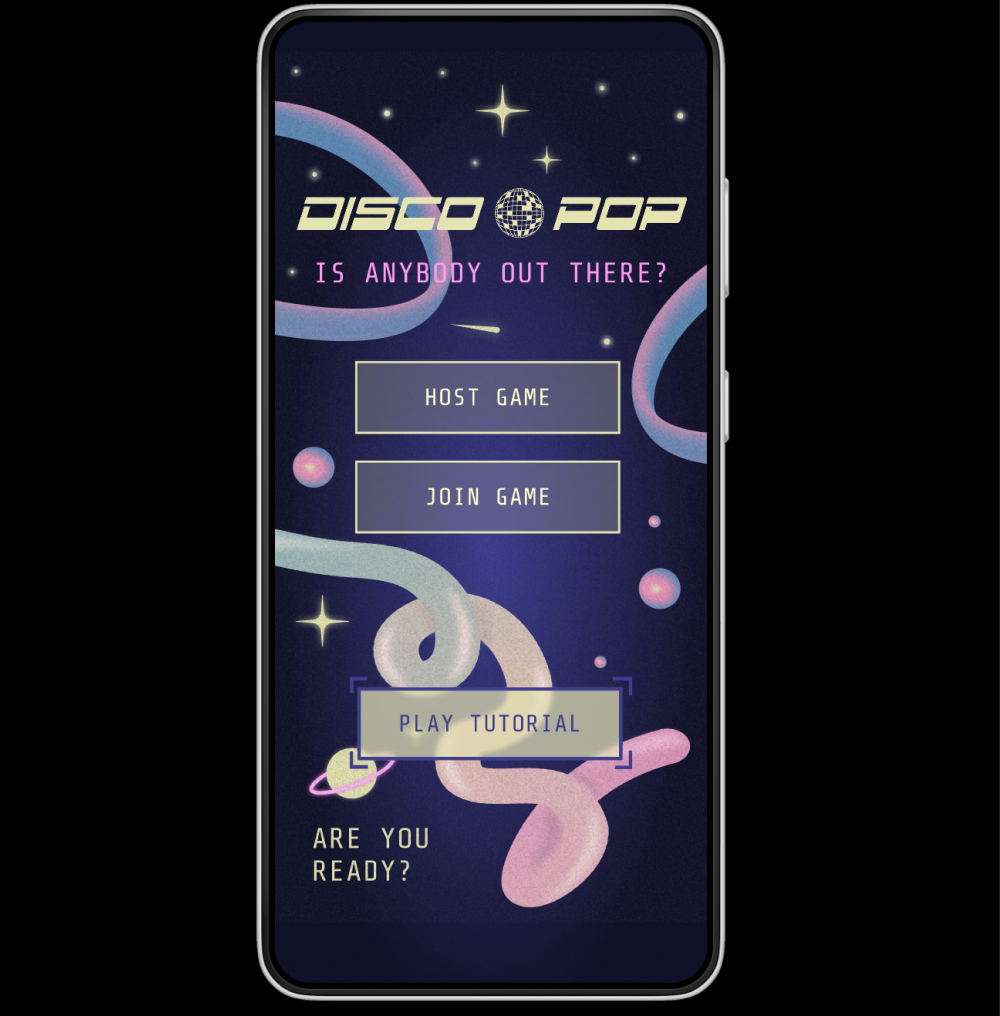 DISCO POP
IS ANYBODY OUT THERE?
HOST GAME
JOIN GAME
PLAY TUTORIAL
ARE YOU
READY?